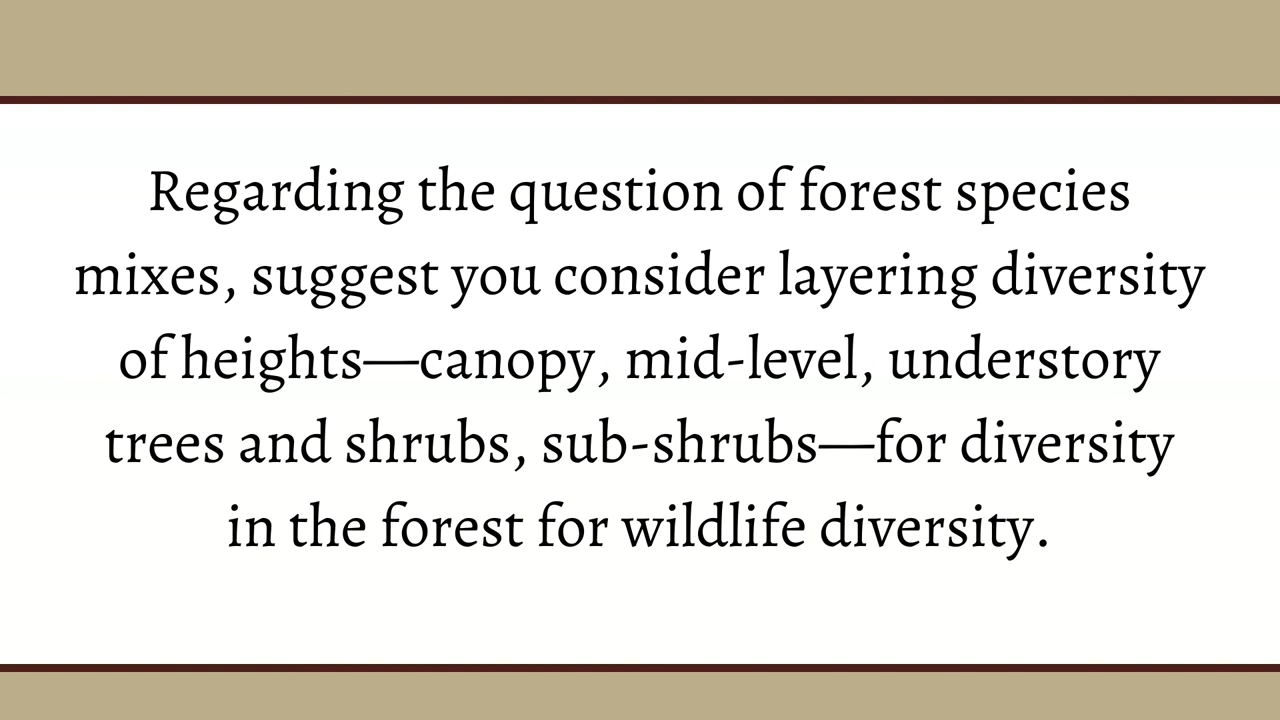 Regarding the question of forest species
mixes, suggest you consider layering diversity
of heights—canopy, mid-level, understory
trees and shrubs, sub-shrubs—for diversity
in the forest for wildlife diversity.